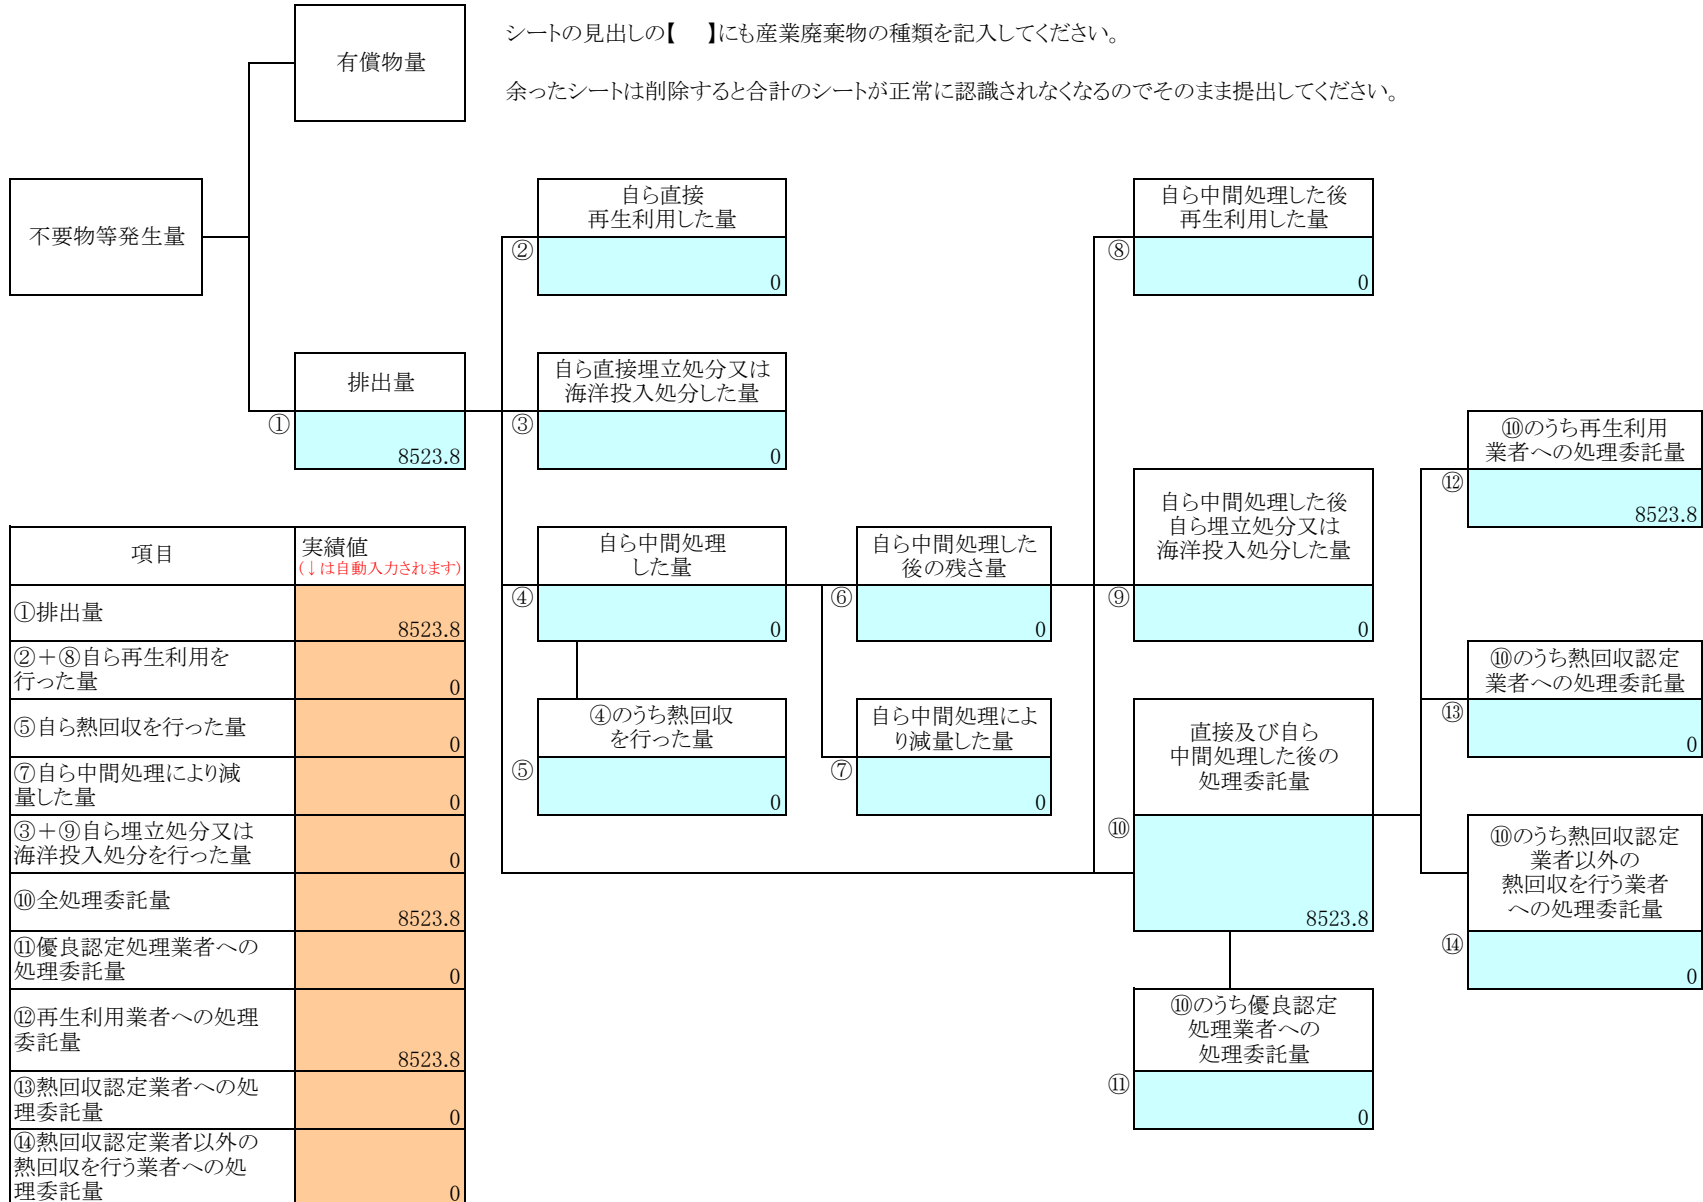 シートの見出しの【　】にも産業廃棄物の種類を記入してください。
余ったシートは削除すると合計のシートが正常に認識されなくなるのでそのまま提出してください。
有償物量
不要物等発生量
排出量
①
8523.8
自ら直接
再生利用した量
②
0
自ら直接埋立処分又は
海洋投入処分した量
③
0
自ら中間処理
した量
④
0
④のうち熱回収
を行った量
⑤
0
自ら中間処理した
後の残さ量
⑥
0
自ら中間処理によ
り減量した量
⑦
0
自ら中間処理した後
再生利用した量
⑧
0
自ら中間処理した後
自ら埋立処分又は
海洋投入処分した量
⑨
0
直接及び自ら
中間処理した後の
処理委託量
⑩
8523.8
⑩のうち優良認定
処理業者への
処理委託量
⑪
0
⑩のうち再生利用
業者への処理委託量
⑫
8523.8
⑩のうち熱回収認定
業者への処理委託量
⑬
0
⑩のうち熱回収認定
業者以外の
熱回収を行う業者
への処理委託量
⑭
0
項目
実績値
(↓は自動入力されます)
①排出量
8523.8
②＋⑧自ら再生利用を
行った量
0
⑤自ら熱回収を行った量
0
⑦自ら中間処理により減
量した量
0
③＋⑨自ら埋立処分又は
海洋投入処分を行った量
0
⑩全処理委託量
8523.8
⑪優良認定処理業者への
処理委託量
0
⑫再生利用業者への処理
委託量
8523.8
⑬熱回収認定業者への処
理委託量
0
⑭熱回収認定業者以外の
熱回収を行う業者への処
理委託量
0